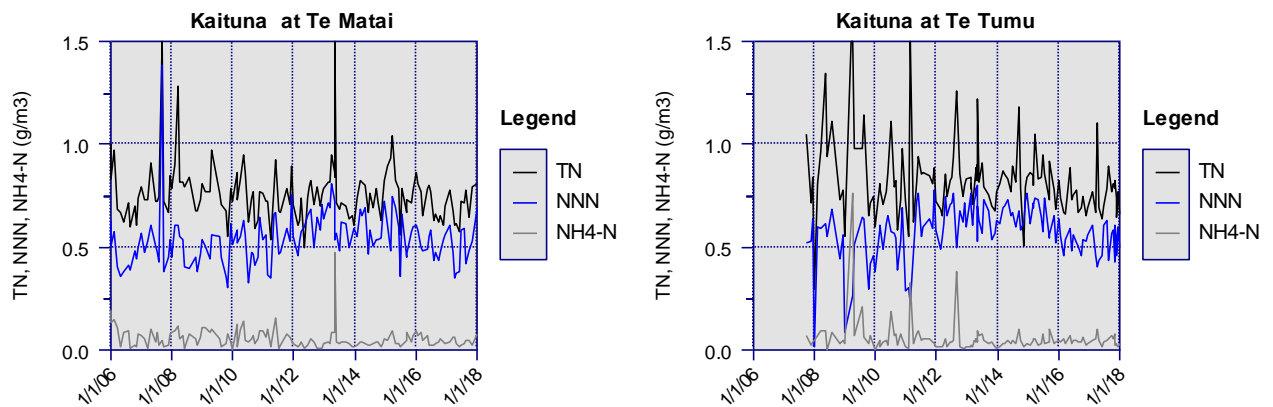 Kaituna  at Te Matai
TN, NNN, NH4-N (g/m3)
1.5
1.0
0.5
0.0
1/1/06
1/1/08
1/1/10
1/1/12
1/1/14
1/1/16
1/1/18
Legend
TN
NNN
NH4-N
Kaituna at Te Tumu
TN, NNN, NH4-N (g/m3)
1.5
1.0
0.5
0.0
1/1/06
1/1/08
1/1/10
1/1/12
1/1/14
1/1/16
1/1/18
Legend
TN
NNN
NH4-N